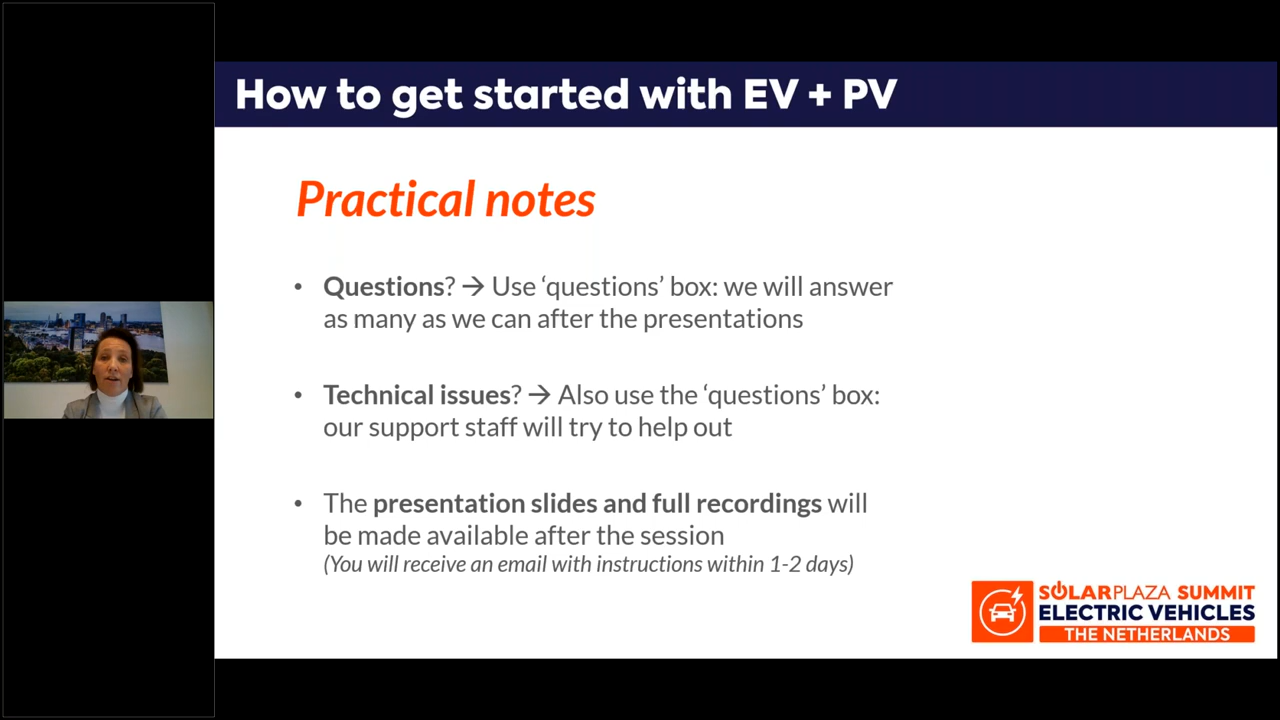 How to get started with EV + PV
Practical notes
• Questions? → Use ‘questions’ box: we will answer
as many as we can after the presentations
• Technical issues? → Also use the ‘questions’ box:
our support staff will try to help out
• The presentation slides and full recordings will
be made available after the session
(You will receive an email with instructions within 1-2 days)
SOLARPLAZA SUMMIT
ELECTRIC VEHICLES
THE NETHERLANDS